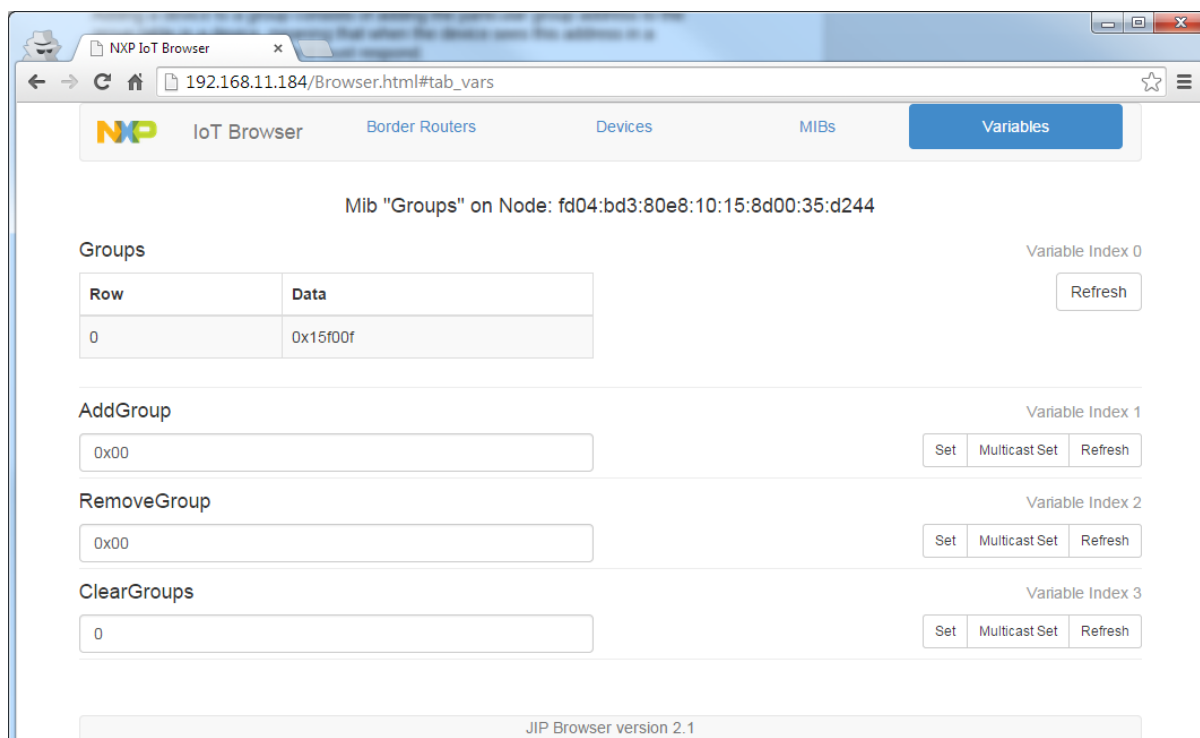 NXP IoT Browser
192.168.11.184/Browser.html#tab_vars
NXP IoT Browser Border Routers Devices MIBs Variables
Mib "Groups" on Node: fd04:bd3:80e8:10:15:8d00:35:d244
Groups Variable Index 0
Row Data Refresh
0 0x15f00f
AddGroup Variable Index 1
0x00 Set Multicast Set Refresh
RemoveGroup Variable Index 2
0x00 Set Multicast Set Refresh
ClearGroups Variable Index 3
0 Set Multicast Set Refresh
JIP Browser version 2.1